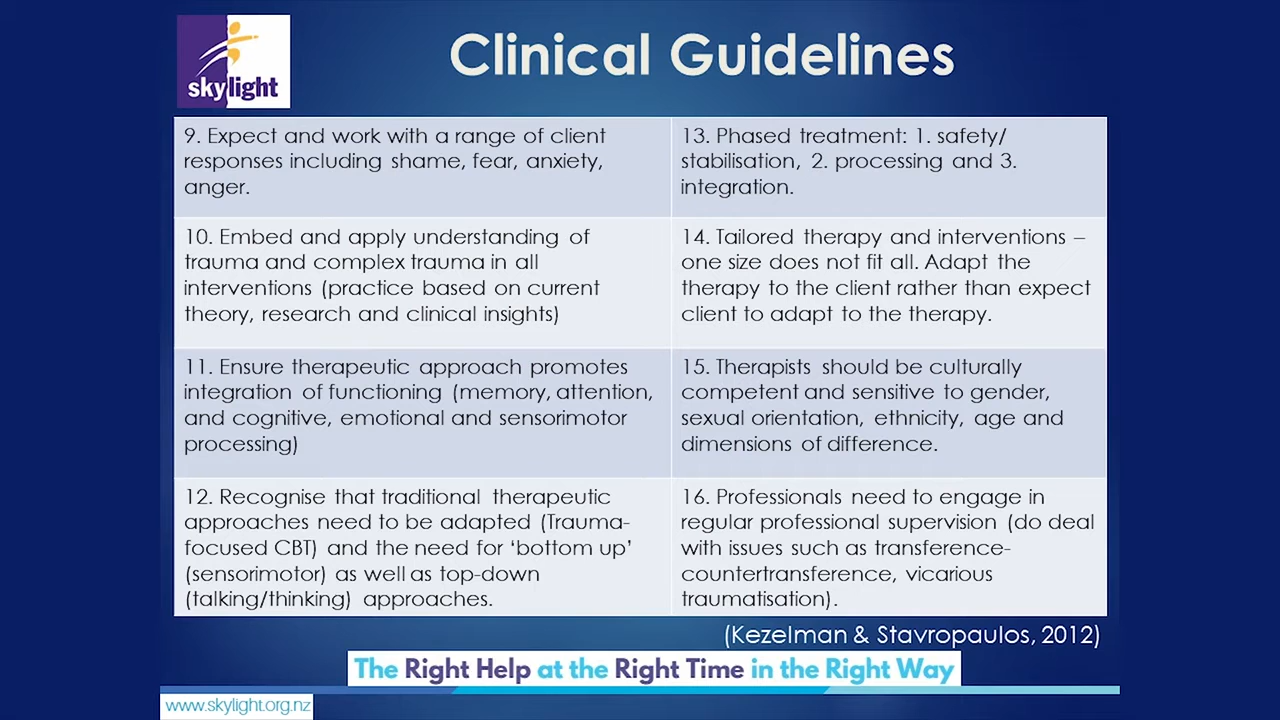 skylight
Clinical Guidelines
9. Expect and work with a range of client
responses including shame, fear, anxiety,
anger.
10. Embed and apply understanding of
trauma and complex trauma in all
interventions (practice based on current
theory, research and clinical insights)
11. Ensure therapeutic approach promotes
integration of functioning (memory, attention,
and cognitive, emotional and sensorimotor
processing)
12. Recognise that traditional therapeutic
approaches need to be adapted (Trauma-
focused CBT) and the need for ‘bottom up’
(sensorimotor) as well as top-down
(talking/thinking) approaches.
13. Phased treatment: 1. safety/
stabilisation, 2. processing and 3.
integration.
14. Tailored therapy and interventions –
one size does not fit all. Adapt the
therapy to the client rather than expect
client to adapt to the therapy.
15. Therapists should be culturally
competent and sensitive to gender,
sexual orientation, ethnicity, age and
dimensions of difference.
16. Professionals need to engage in
regular professional supervision (do deal
with issues such as transference-
countertransference, vicarious
traumatisation).
(Kezelman & Stavropaulos, 2012)
The Right Help at the Right Time in the Right Way
www.skylight.org.nz